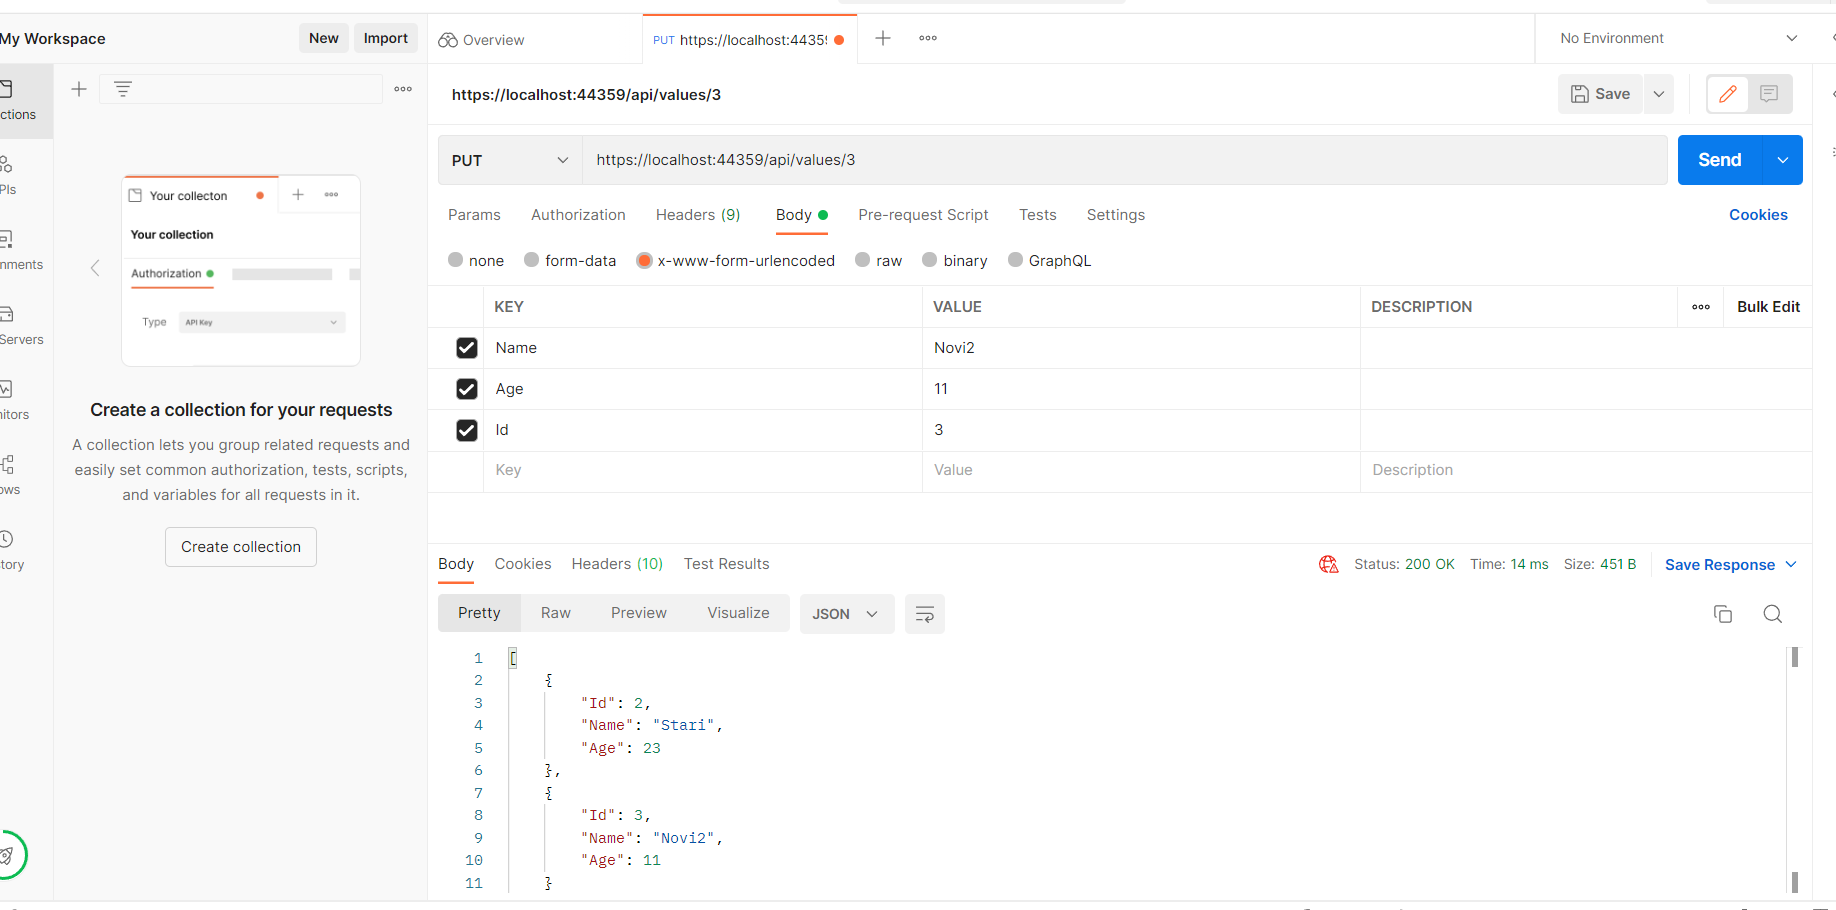 My Workspace
New
Import
Overview
PUT https://localhost:4435
No Environment
ctions
PIs
nments
Servers
nitors
ows
tory
Your collecton
Your collection
Authorization
Type
API Key
Create a collection for your requests
A collection lets you group related requests and
easily set common authorization, tests, scripts,
and variables for all requests in it.
Create collection
https://localhost:44359/api/values/3
Save
PUT
https://localhost:44359/api/values/3
Send
Params
Authorization
Headers (9)
Body
Pre-request Script
Tests
Settings
Cookies
none
form-data
x-www-form-urlencoded
raw
binary
GraphQL
KEY
VALUE
DESCRIPTION
Bulk Edit
Name
Novi2
Age
11
Id
3
Key
Value
Description
Body
Cookies
Headers (10)
Test Results
Status: 200 OK
Time: 14 ms
Size: 451 B
Save Response
Pretty
Raw
Preview
Visualize
JSON
1 [
2 {
3 "Id": 2,
4 "Name": "Stari",
5 "Age": 23
6 },
7 {
8 "Id": 3,
9 "Name": "Novi2",
10 "Age": 11
11 }